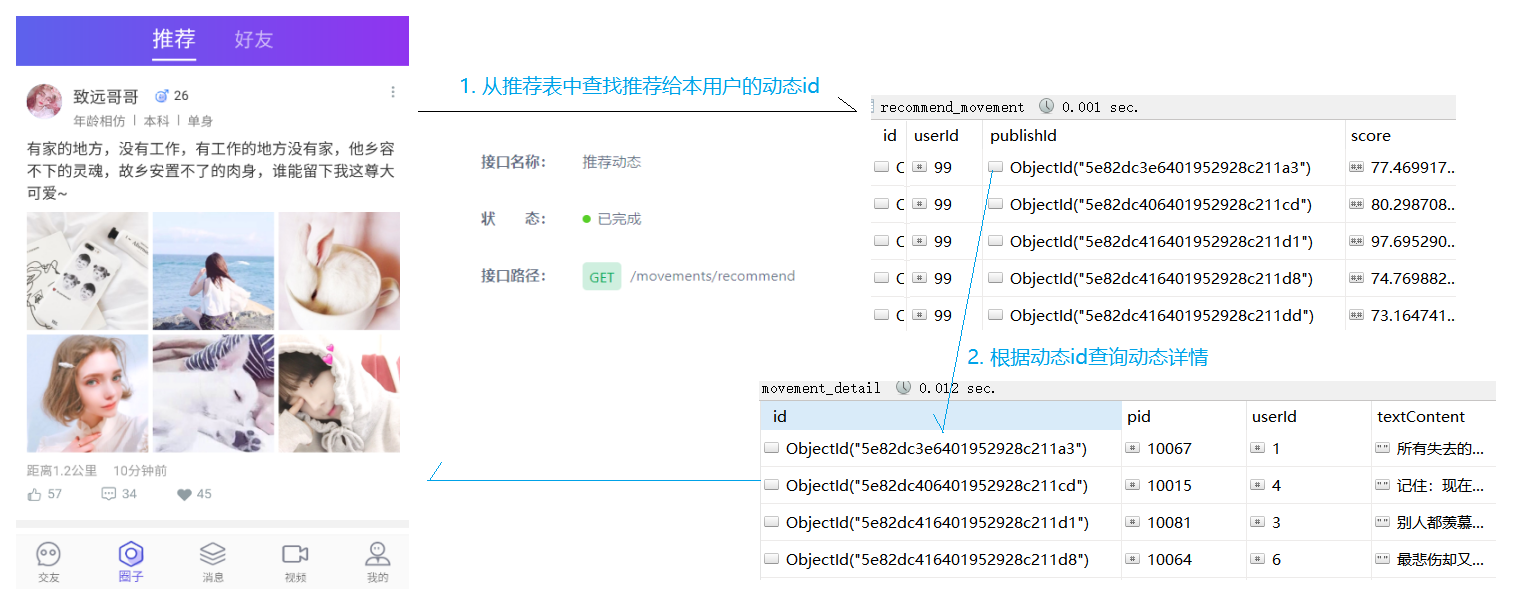 推荐 好友
致远哥哥 26
年龄相仿 | 本科 | 单身
有家的地方，没有工作，有工作的地方没有家，他乡容
不下的灵魂，故乡安置不了的肉身，谁能留下我这尊大
可爱~
距离1.2公里 10分钟前
57 34 45
交友 圈子 消息 视频 我的
1. 从推荐表中查找推荐给本用户的动态id
接口名称： 推荐动态
状 态： 已完成
接口路径： GET /movements/recommend
recommend_movement 0.001 sec.
id userId publishId score
C 99 ObjectId("5e82dc3e6401952928c211a3") 77.469917..
C 99 ObjectId("5e82dc406401952928c211cd") 80.298708..
C 99 ObjectId("5e82dc416401952928c211d1") 97.695290..
C 99 ObjectId("5e82dc416401952928c211d8") 74.769882..
C 99 ObjectId("5e82dc416401952928c211dd") 73.164741..
2. 根据动态id查询动态详情
movement_detail 0.012 sec.
id pid userId textContent
ObjectId("5e82dc3e6401952928c211a3") 10067 1 所有失去的...
ObjectId("5e82dc406401952928c211cd") 10015 4 记住：现在...
ObjectId("5e82dc416401952928c211d1") 10081 3 别人都羡慕...
ObjectId("5e82dc416401952928c211d8") 10064 6 最悲伤却又...